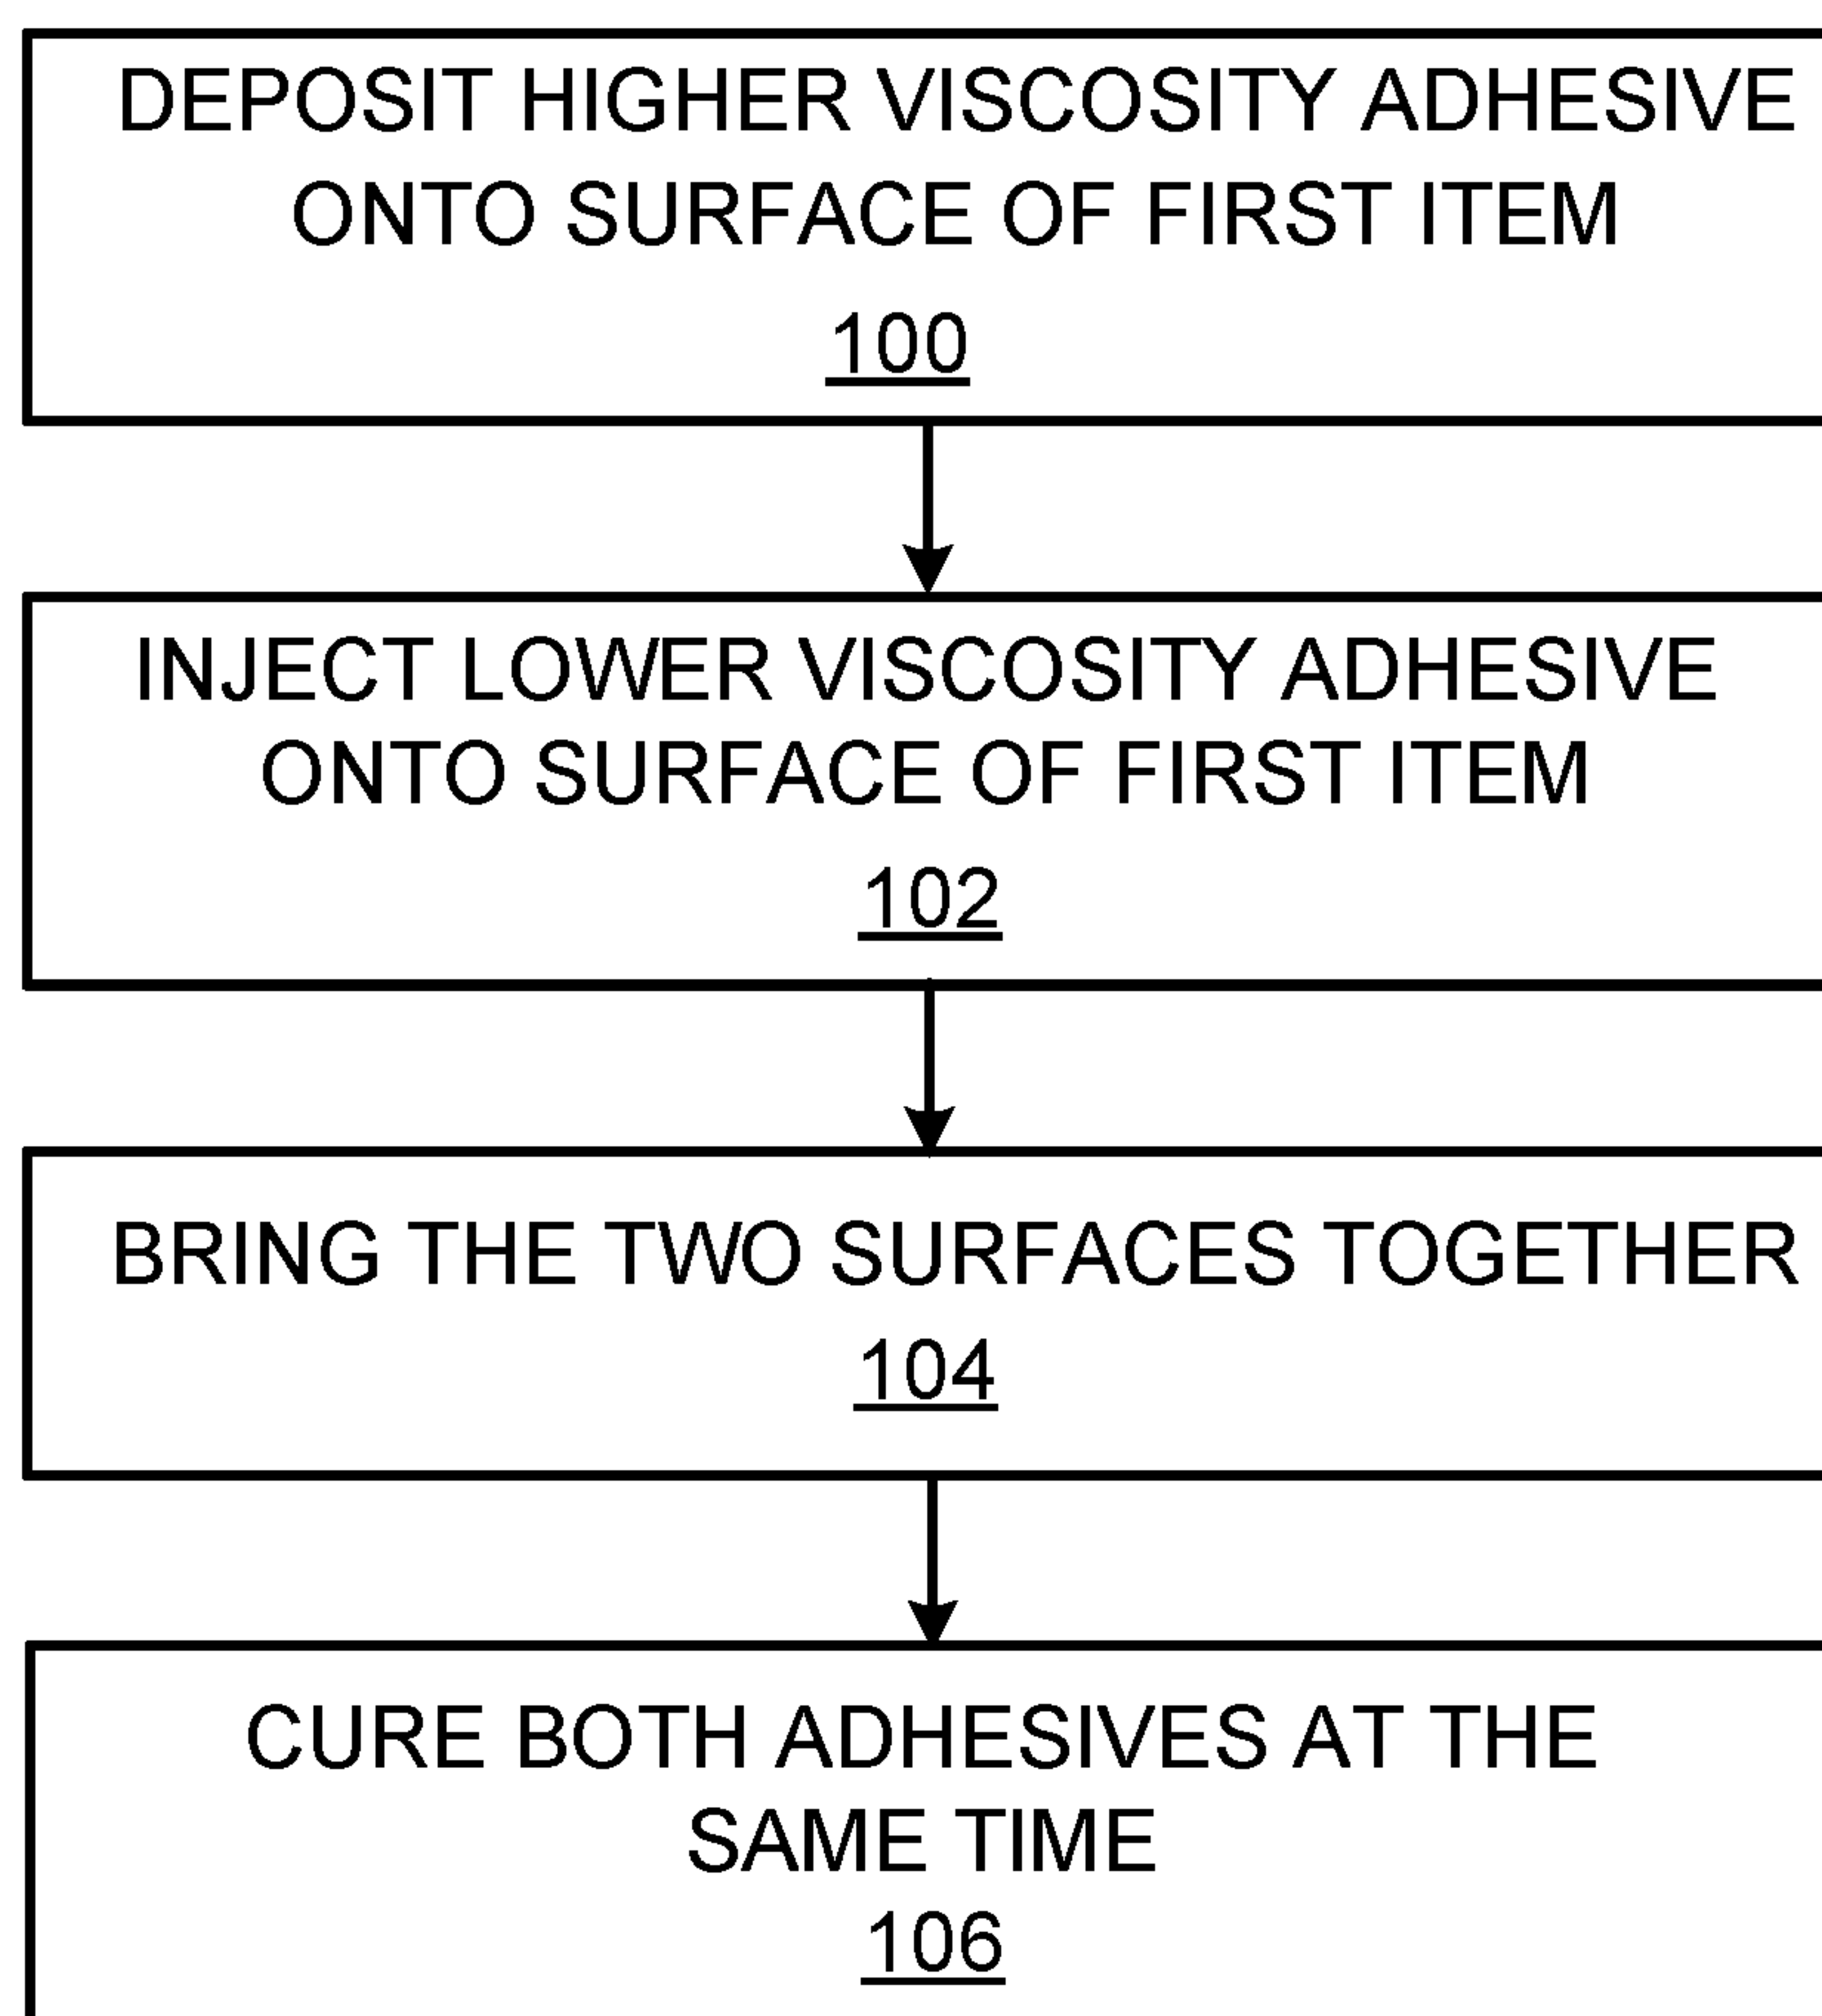 DEPOSIT HIGHER VISCOSITY ADHESIVE
ONTO SURFACE OF FIRST ITEM
100
INJECT LOWER VISCOSITY ADHESIVE
ONTO SURFACE OF FIRST ITEM
102
BRING THE TWO SURFACES TOGETHER
104
CURE BOTH ADHESIVES AT THE
SAME TIME
106